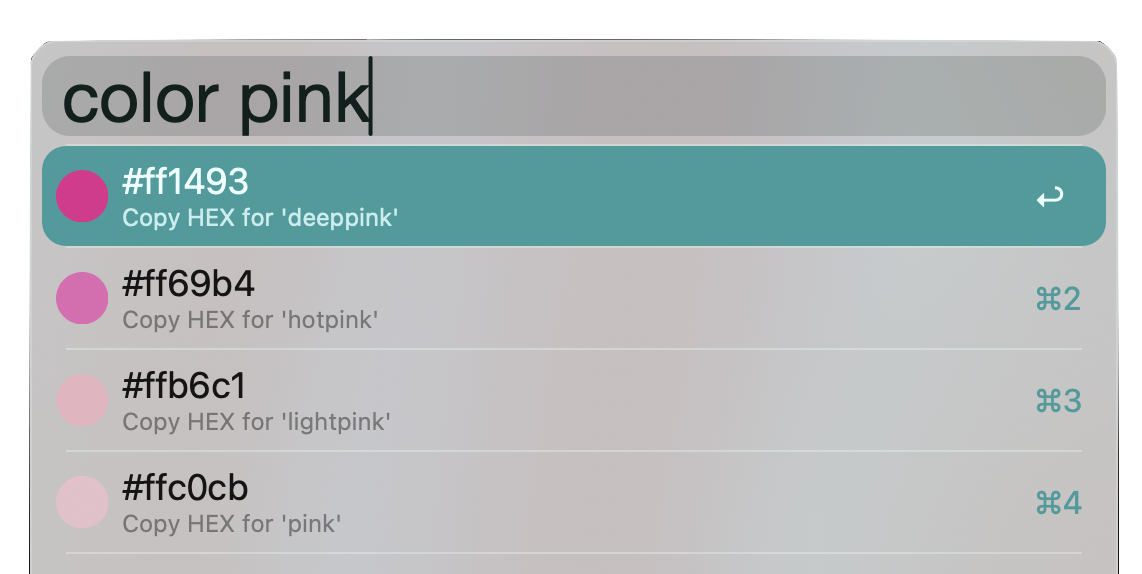 color pink
#ff1493
Copy HEX for 'deeppink'
#ff69b4
Copy HEX for 'hotpink'
⌘2
#ffb6c1
Copy HEX for 'lightpink'
⌘3
#ffc0cb
Copy HEX for 'pink'
⌘4